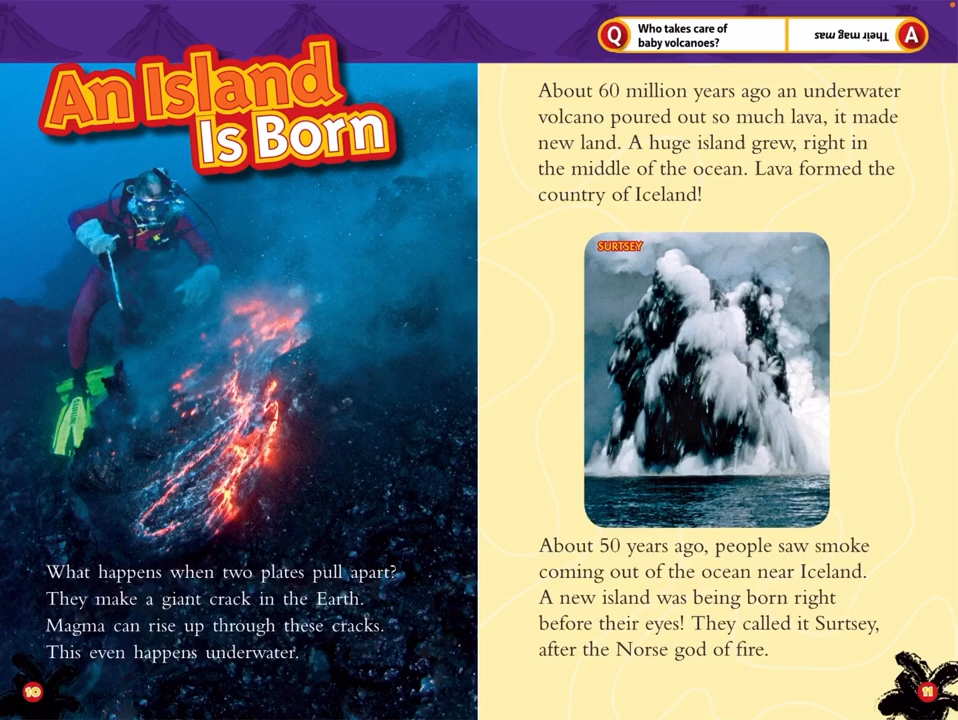 An Island
Is Born
What happens when two plates pull apart?
They make a giant crack in the Earth.
Magma can rise up through these cracks.
This even happens underwater.
10
Q
Who takes care of
baby volcanoes?
Their mag mas
A
About 60 million years ago an underwater
volcano poured out so much lava, it made
new land. A huge island grew, right in
the middle of the ocean. Lava formed the
country of Iceland!
SURTSEY
About 50 years ago, people saw smoke
coming out of the ocean near Iceland.
A new island was being born right
before their eyes! They called it Surtsey,
after the Norse god of fire.
11